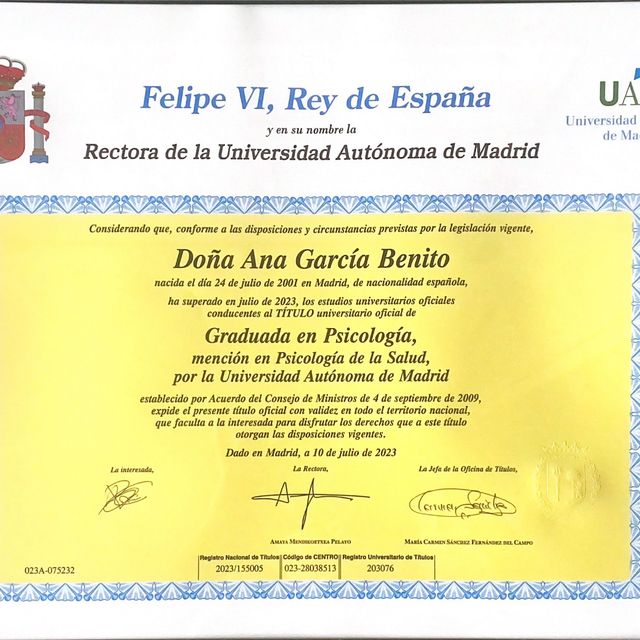 Felipe VI, Rey de España
UA
Universidad
de Ma
y en su nombre la
Rectora de la Universidad Autónoma de Madrid
Considerando que, conforme a las disposiciones y circunstancias previstas por la legislación vigente,
Doña Ana García Benito
nacida el día 24 de julio de 2001 en Madrid, de nacionalidad española,
ha superado en julio de 2023, los estudios universitarios oficiales
conducentes al TÍTULO universitario oficial de
Graduada en Psicología,
mención en Psicología de la Salud,
por la Universidad Autónoma de Madrid
establecido por Acuerdo del Consejo de Ministros de 4 de septiembre de 2009,
expide el presente título oficial con validez en todo el territorio nacional,
que faculta a la interesada para disfrutar los derechos que a este título
otorgan las disposiciones vigentes.
Dado en Madrid, a 10 de julio de 2023
La interesada,
La Rectora,
La Jefa de la Oficina de Títulos,
AMAYA MENDIKOETXEA PELAYO
MARÍA CARMEN SÁNCHEZ FERNÁNDEZ DEL CAMPO
Registro Nacional de Títulos Código de CENTRO Registro Universitario de Títulos
023A-075232 2023/155005 023-28038513 203076